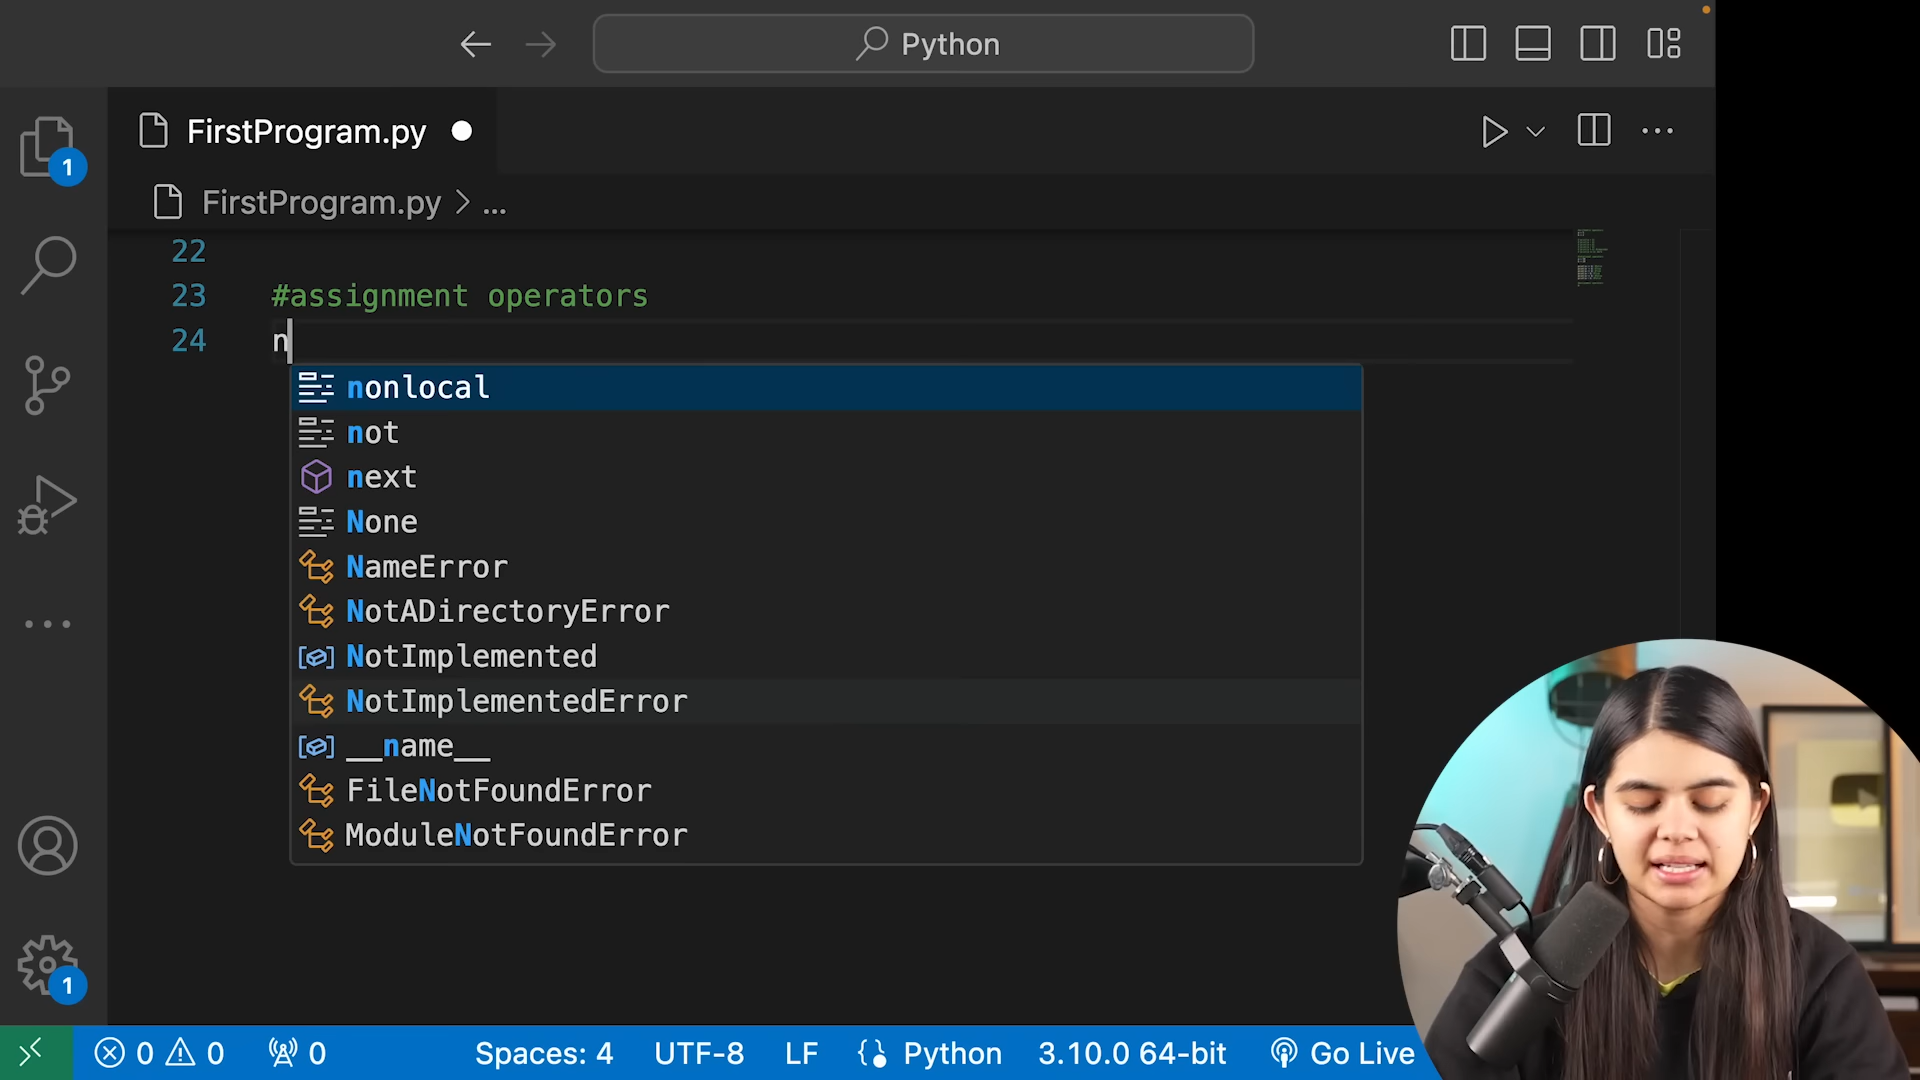 Python
FirstProgram.py
FirstProgram.py > ...
22
23 #assignment operators
24 n
nonlocal
not
next
None
NameError
NotADirectoryError
NotImplemented
NotImplementedError
__name__
FileNotFoundError
ModuleNotFoundError
1
1
0 0 0 Spaces: 4 UTF-8 LF Python 3.10.0 64-bit Go Live